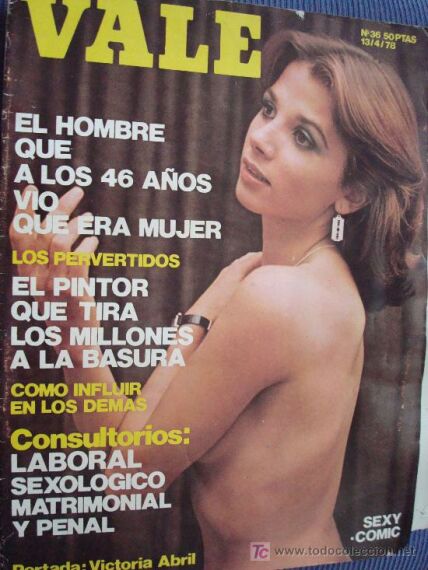 VALE
Nº36 50PTAS
13/4/78
EL HOMBRE
QUE
A LOS 46 AÑOS
VIO
QUE ERA MUJER
LOS PERVERTIDOS
EL PINTOR
QUE TIRA
LOS MILLONES
A LA BASURA
COMO INFLUIR
EN LOS DEMAS
Consultorios:
LABORAL
SEXOLOGICO
MATRIMONIAL
Y PENAL
SEXY
·COMIC
Portada: Victoria Abril
TC www.todocoleccion.net